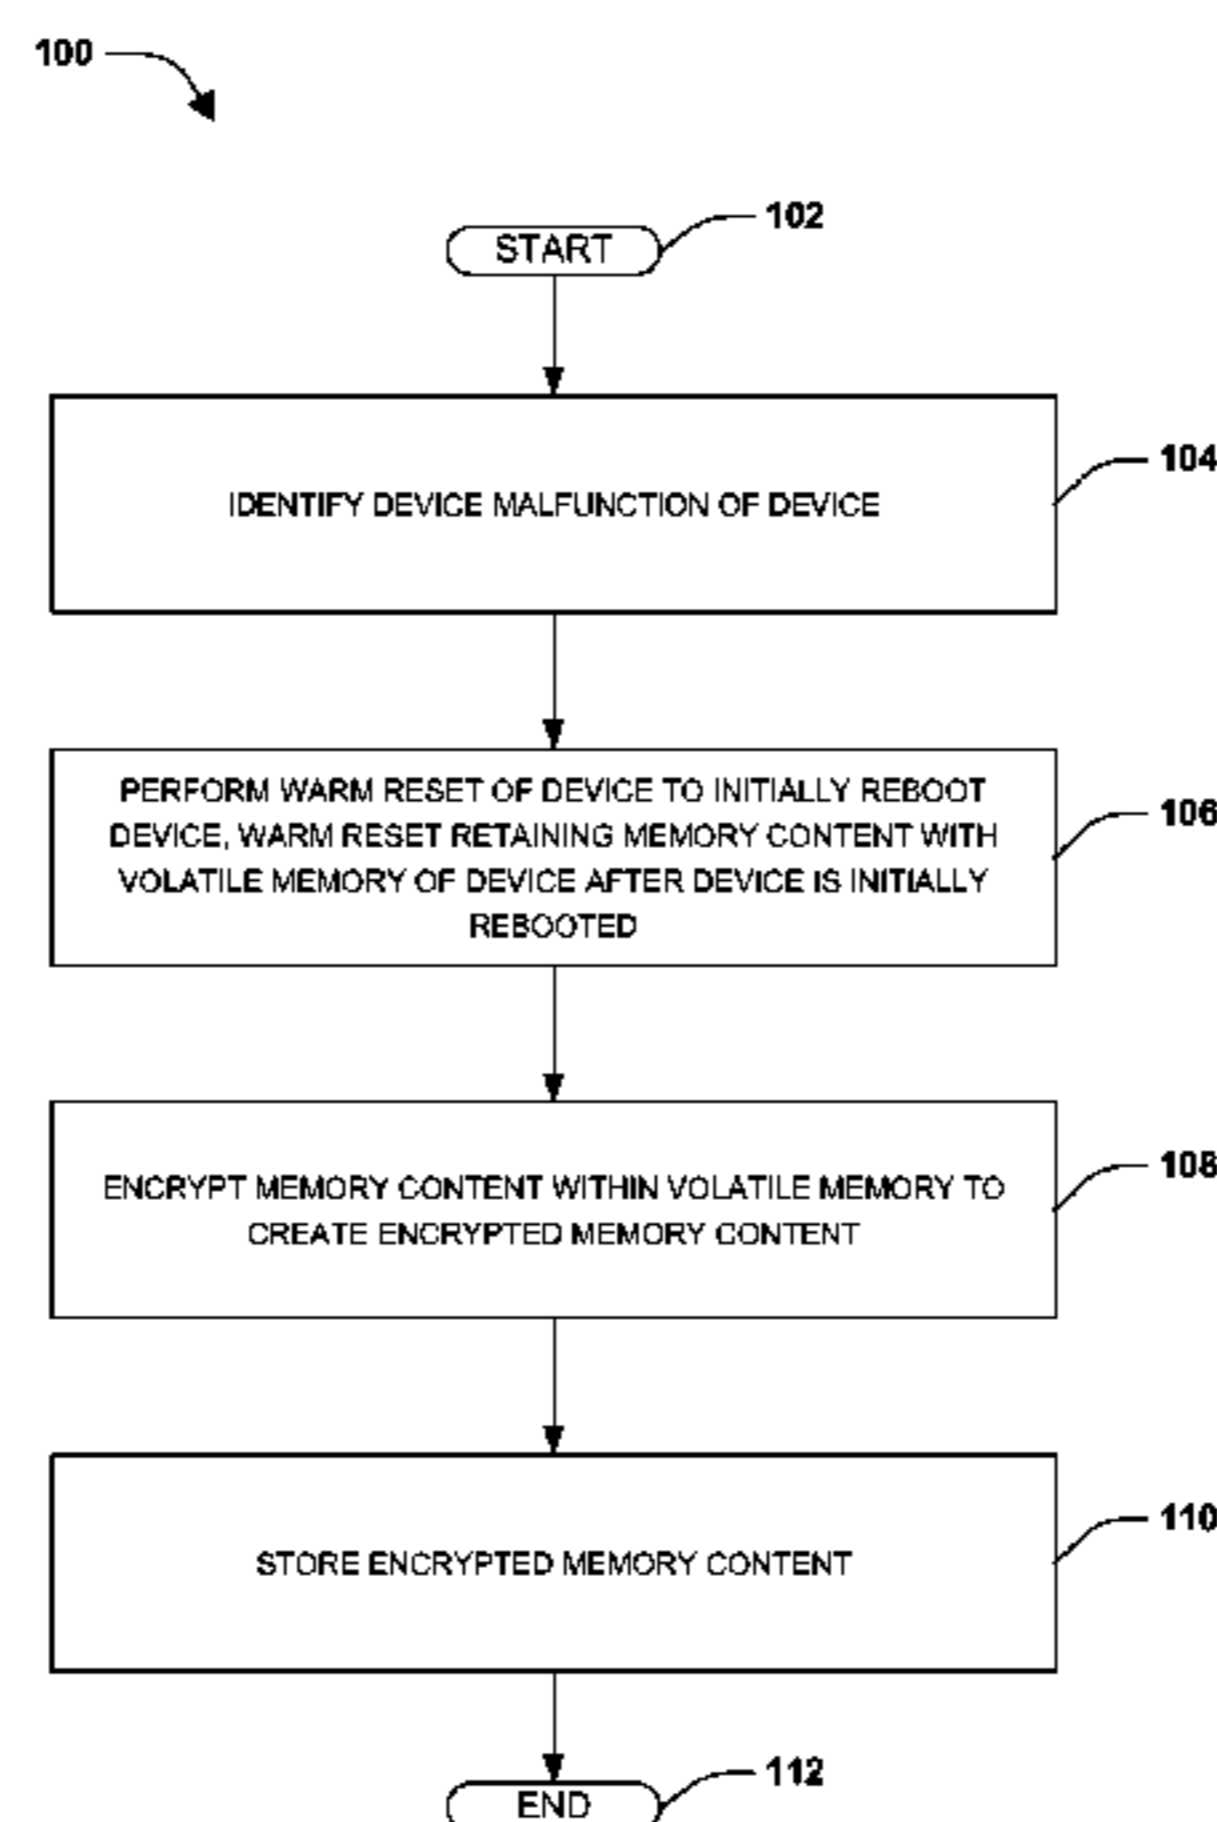 100
102
START
104
IDENTIFY DEVICE MALFUNCTION OF DEVICE
106
PERFORM WARM RESET OF DEVICE TO INITIALLY REBOOT
DEVICE, WARM RESET RETAINING MEMORY CONTENT WITH
VOLATILE MEMORY OF DEVICE AFTER DEVICE IS INITIALLY
REBOOTED
108
ENCRYPT MEMORY CONTENT WITHIN VOLATILE MEMORY TO
CREATE ENCRYPTED MEMORY CONTENT
110
STORE ENCRYPTED MEMORY CONTENT
112
END